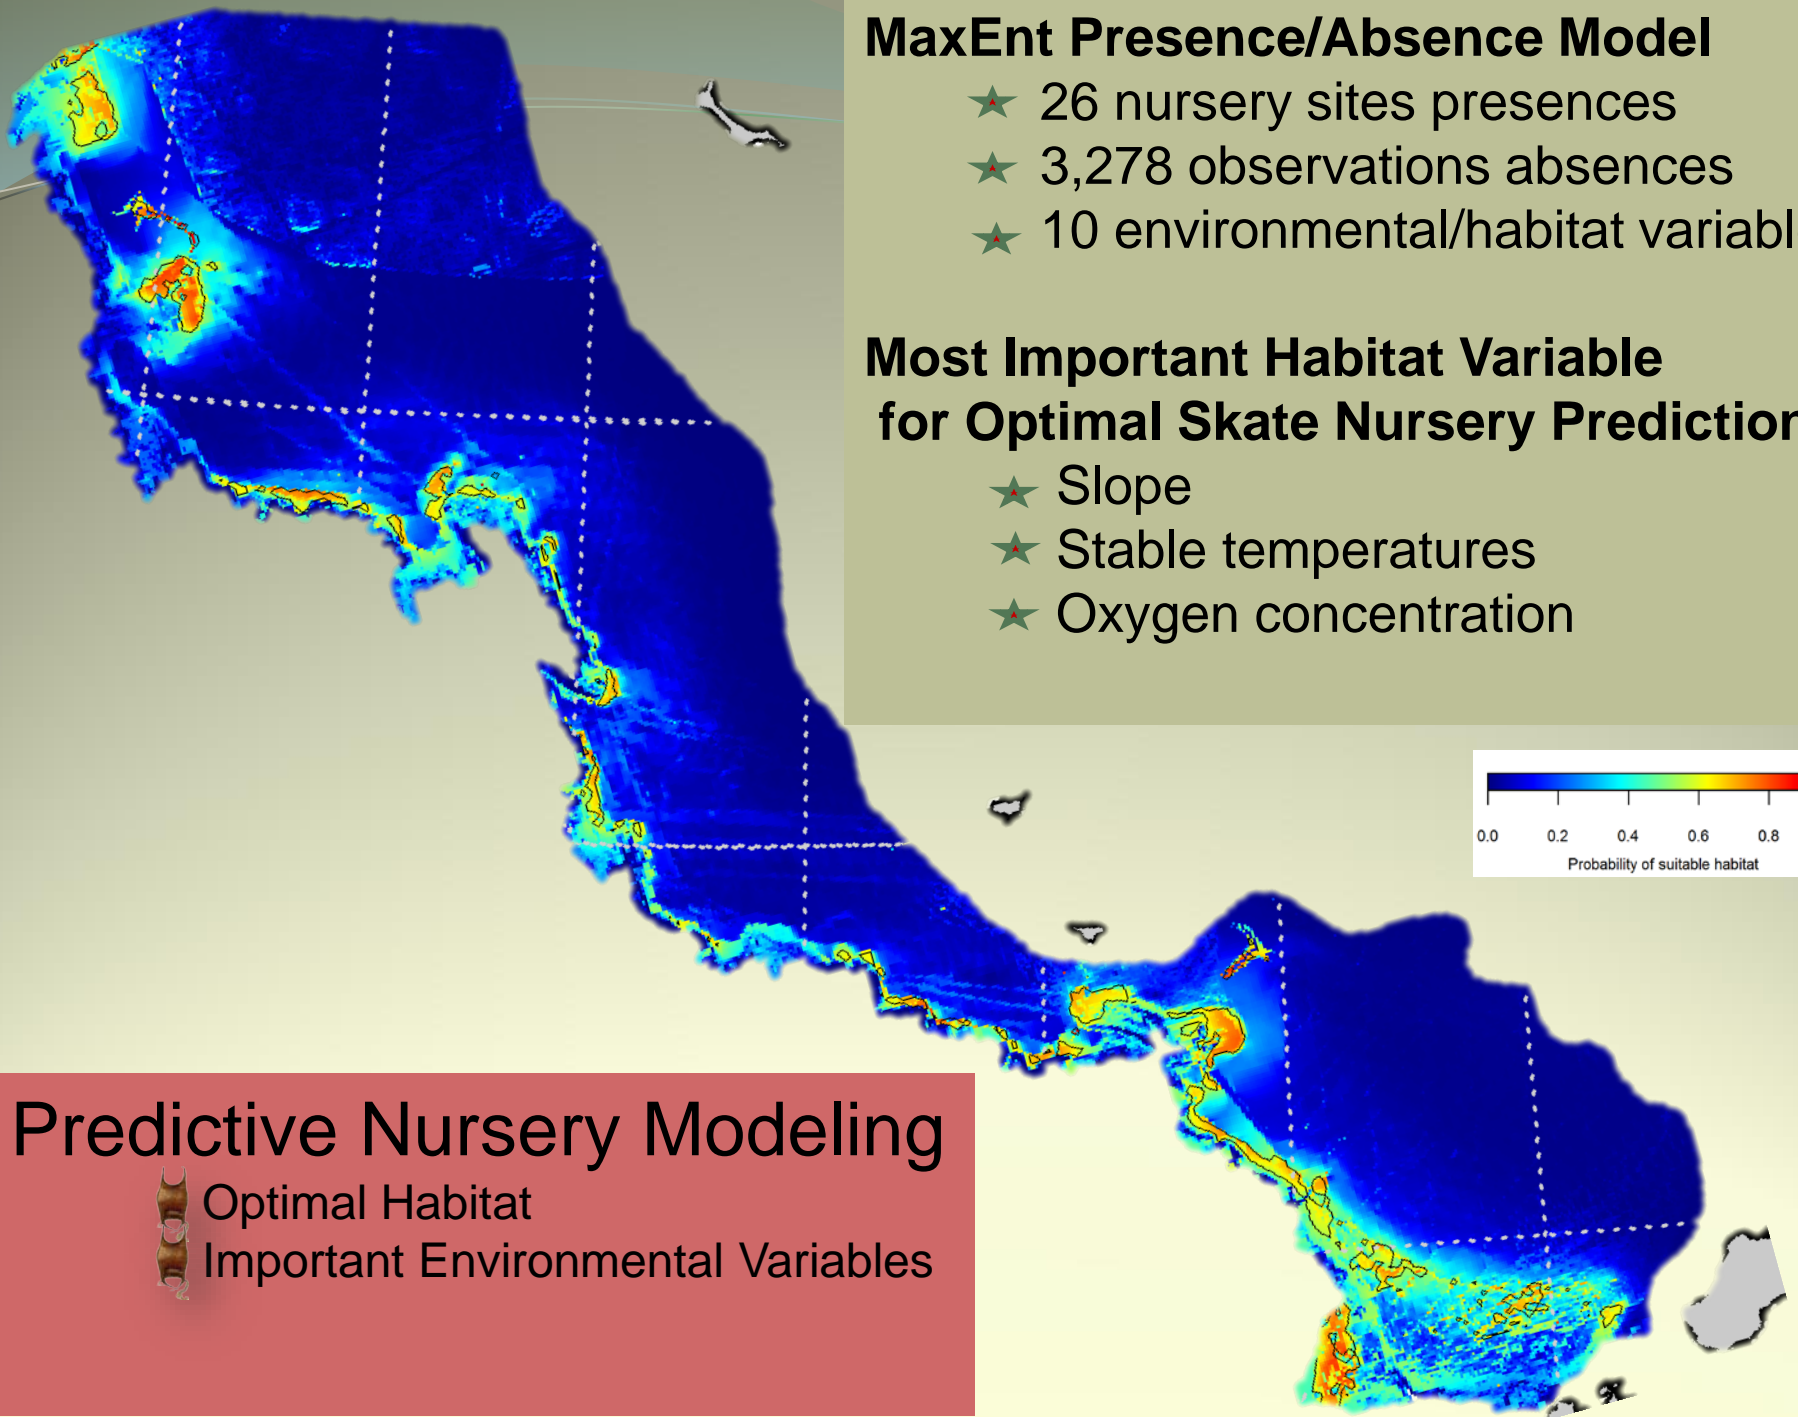 MaxEnt Presence/Absence Model
26 nursery sites presences
3,278 observations absences
10 environmental/habitat variabl
Most Important Habitat Variable
for Optimal Skate Nursery Prediction
Slope
Stable temperatures
Oxygen concentration
0.0 0.2 0.4 0.6 0.8
Probability of suitable habitat
Predictive Nursery Modeling
Optimal Habitat
Important Environmental Variables